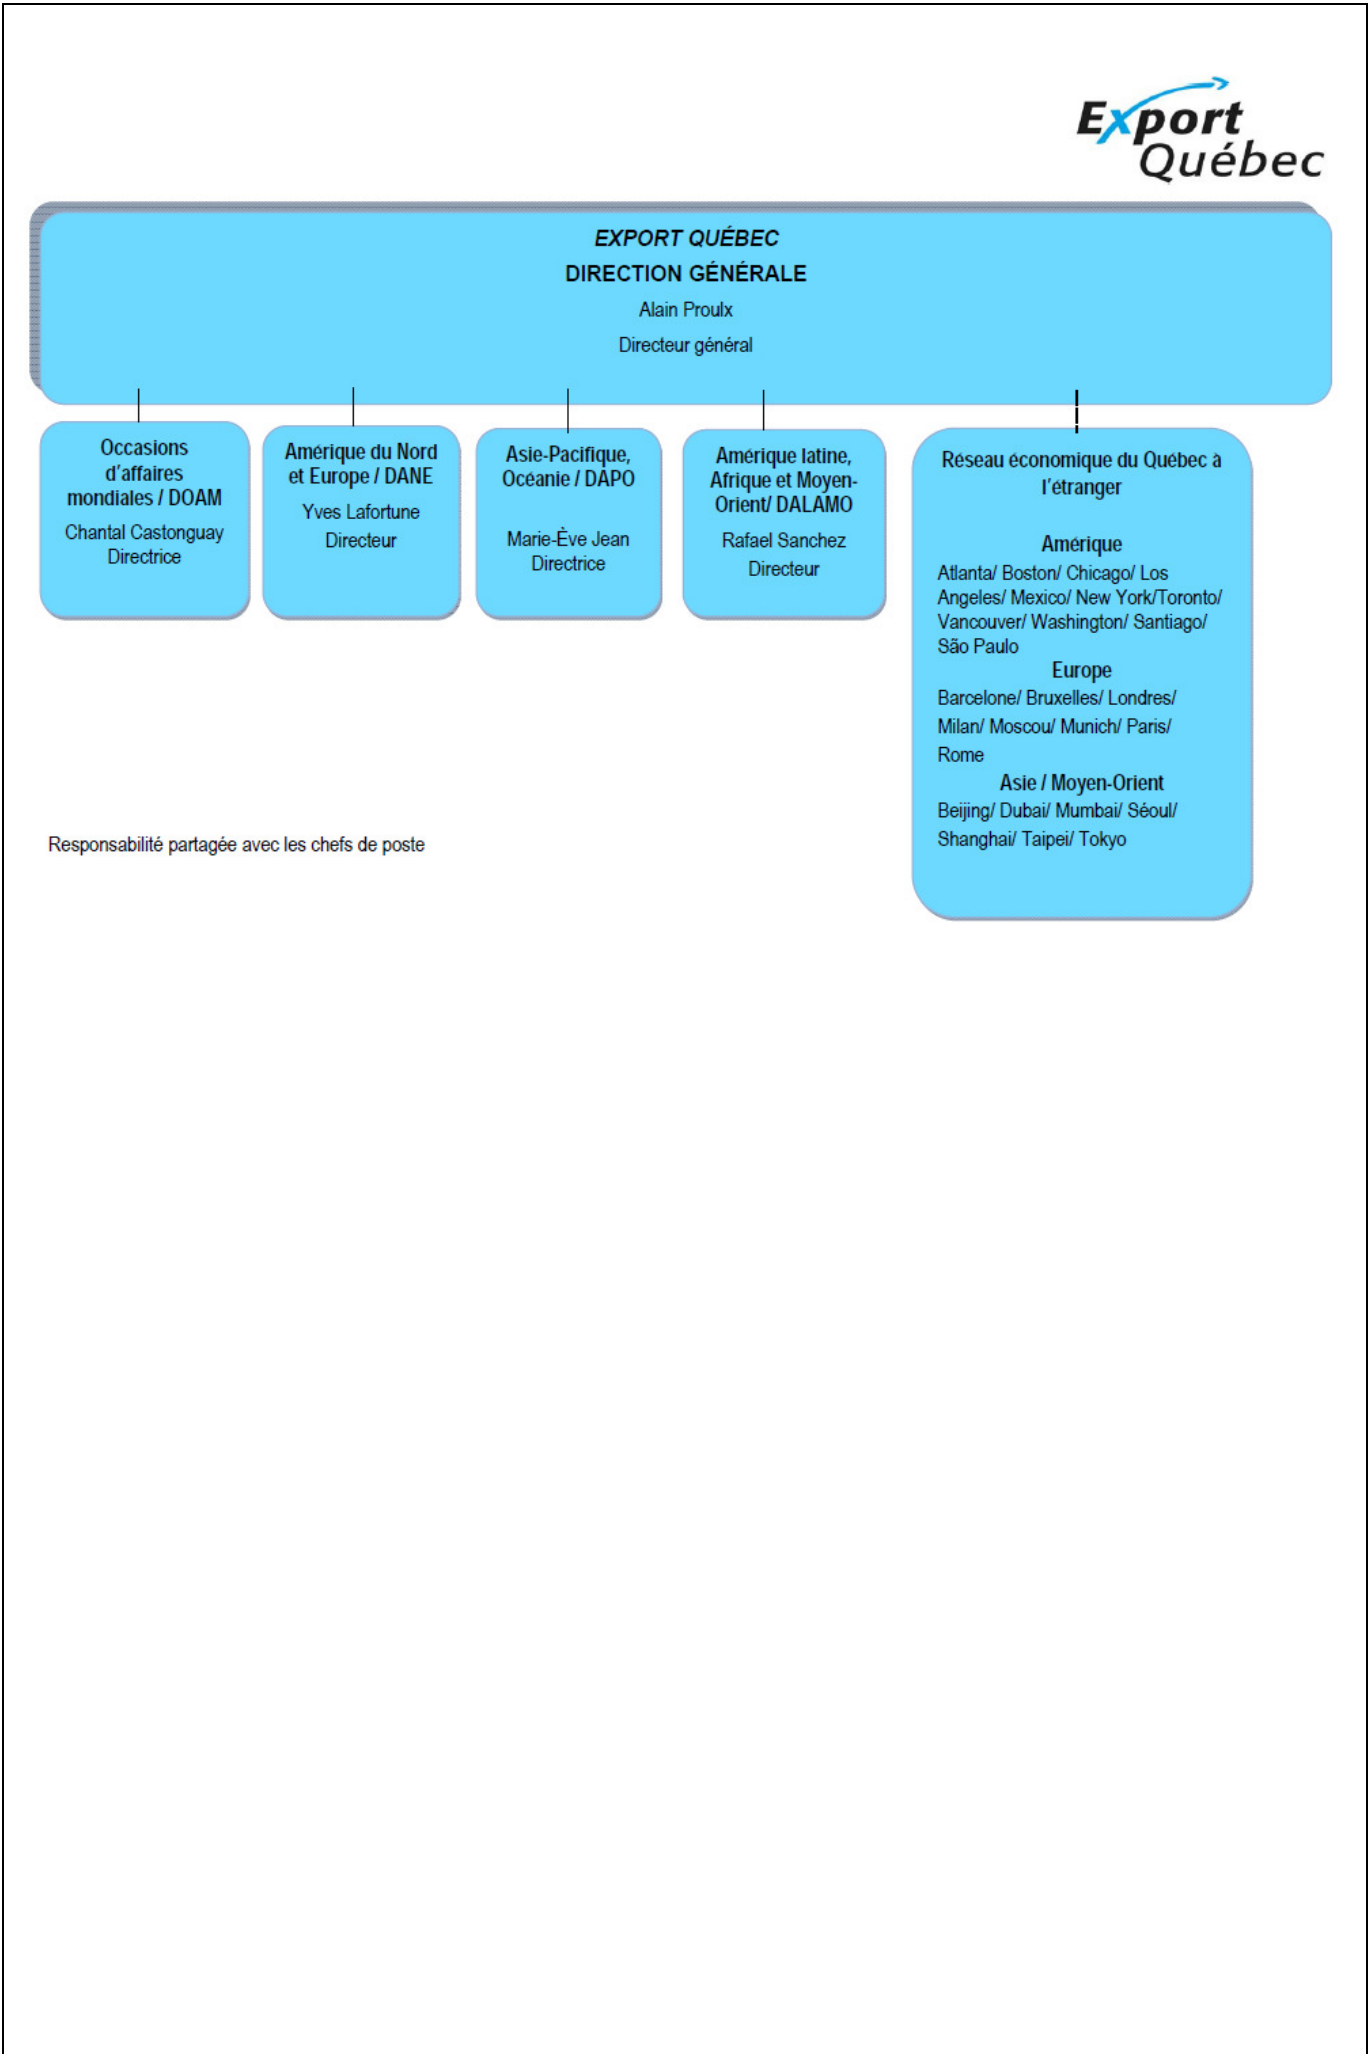 Export
Québec
EXPORT QUÉBEC
DIRECTION GÉNÉRALE
Alain Proulx
Directeur général
Occasions
d'affaires
mondiales / DOAM
Chantal Castonguay
Directrice
Amérique du Nord
et Europe / DANE
Yves Lafortune
Directeur
Asie-Pacifique,
Océanie / DAPO
Marie-Ève Jean
Directrice
Amérique latine,
Afrique et Moyen-
Orient/ DALAMO
Rafael Sanchez
Directeur
Réseau économique du Québec à
l'étranger
Amérique
Atlanta/ Boston/ Chicago/ Los
Angeles/ Mexico/ New York/Toronto/
Vancouver/ Washington/ Santiago/
São Paulo
Europe
Barcelone/ Bruxelles/ Londres/
Milan/ Moscou/ Munich/ Paris/
Rome
Asie / Moyen-Orient
Beijing/ Dubai/ Mumbai/ Séoul/
Shanghai/ Taipei/ Tokyo
Responsabilité partagée avec les chefs de poste